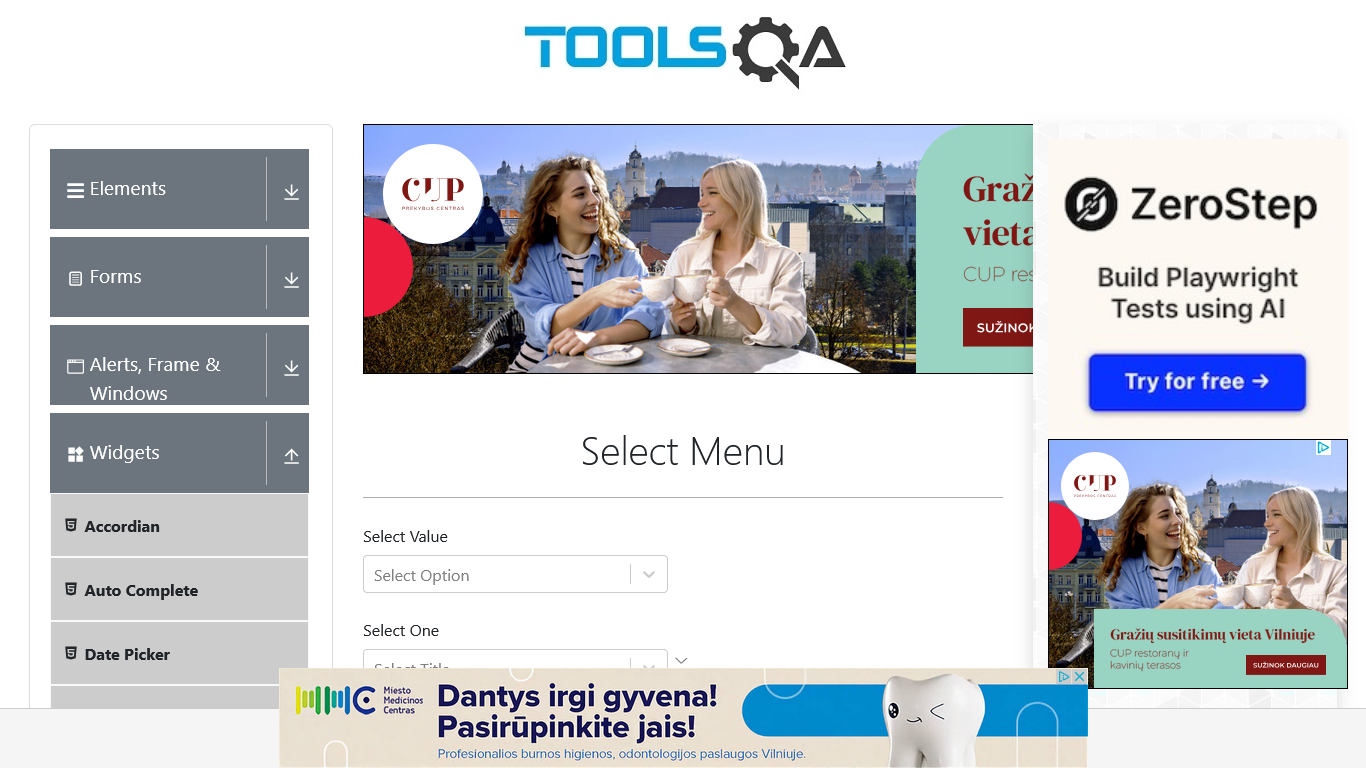 TOOLSQA
Elements
Forms
Alerts, Frame &
Windows
Widgets
Accordian
Auto Complete
Date Picker
CUP
PREKYBOS CENTRAS
Graž
vieta
CUP res
SUŽINOK
Select Menu
Select Value
Select Option
Select One
Select Title
ZeroStep
Build Playwright
Tests using AI
Try for free →
CUP
PREKYBOS CENTRAS
Gražių susitikimų vieta Vilniuje
CUP restoranų ir
kavinių terasos
SUŽINOK DAUGIAU
Miesto
Medicinos
Centras
Dantys irgi gyvena!
Pasirūpinkite jais!
Profesionalios burnos higienos, odontologijos paslaugos Vilniuje.